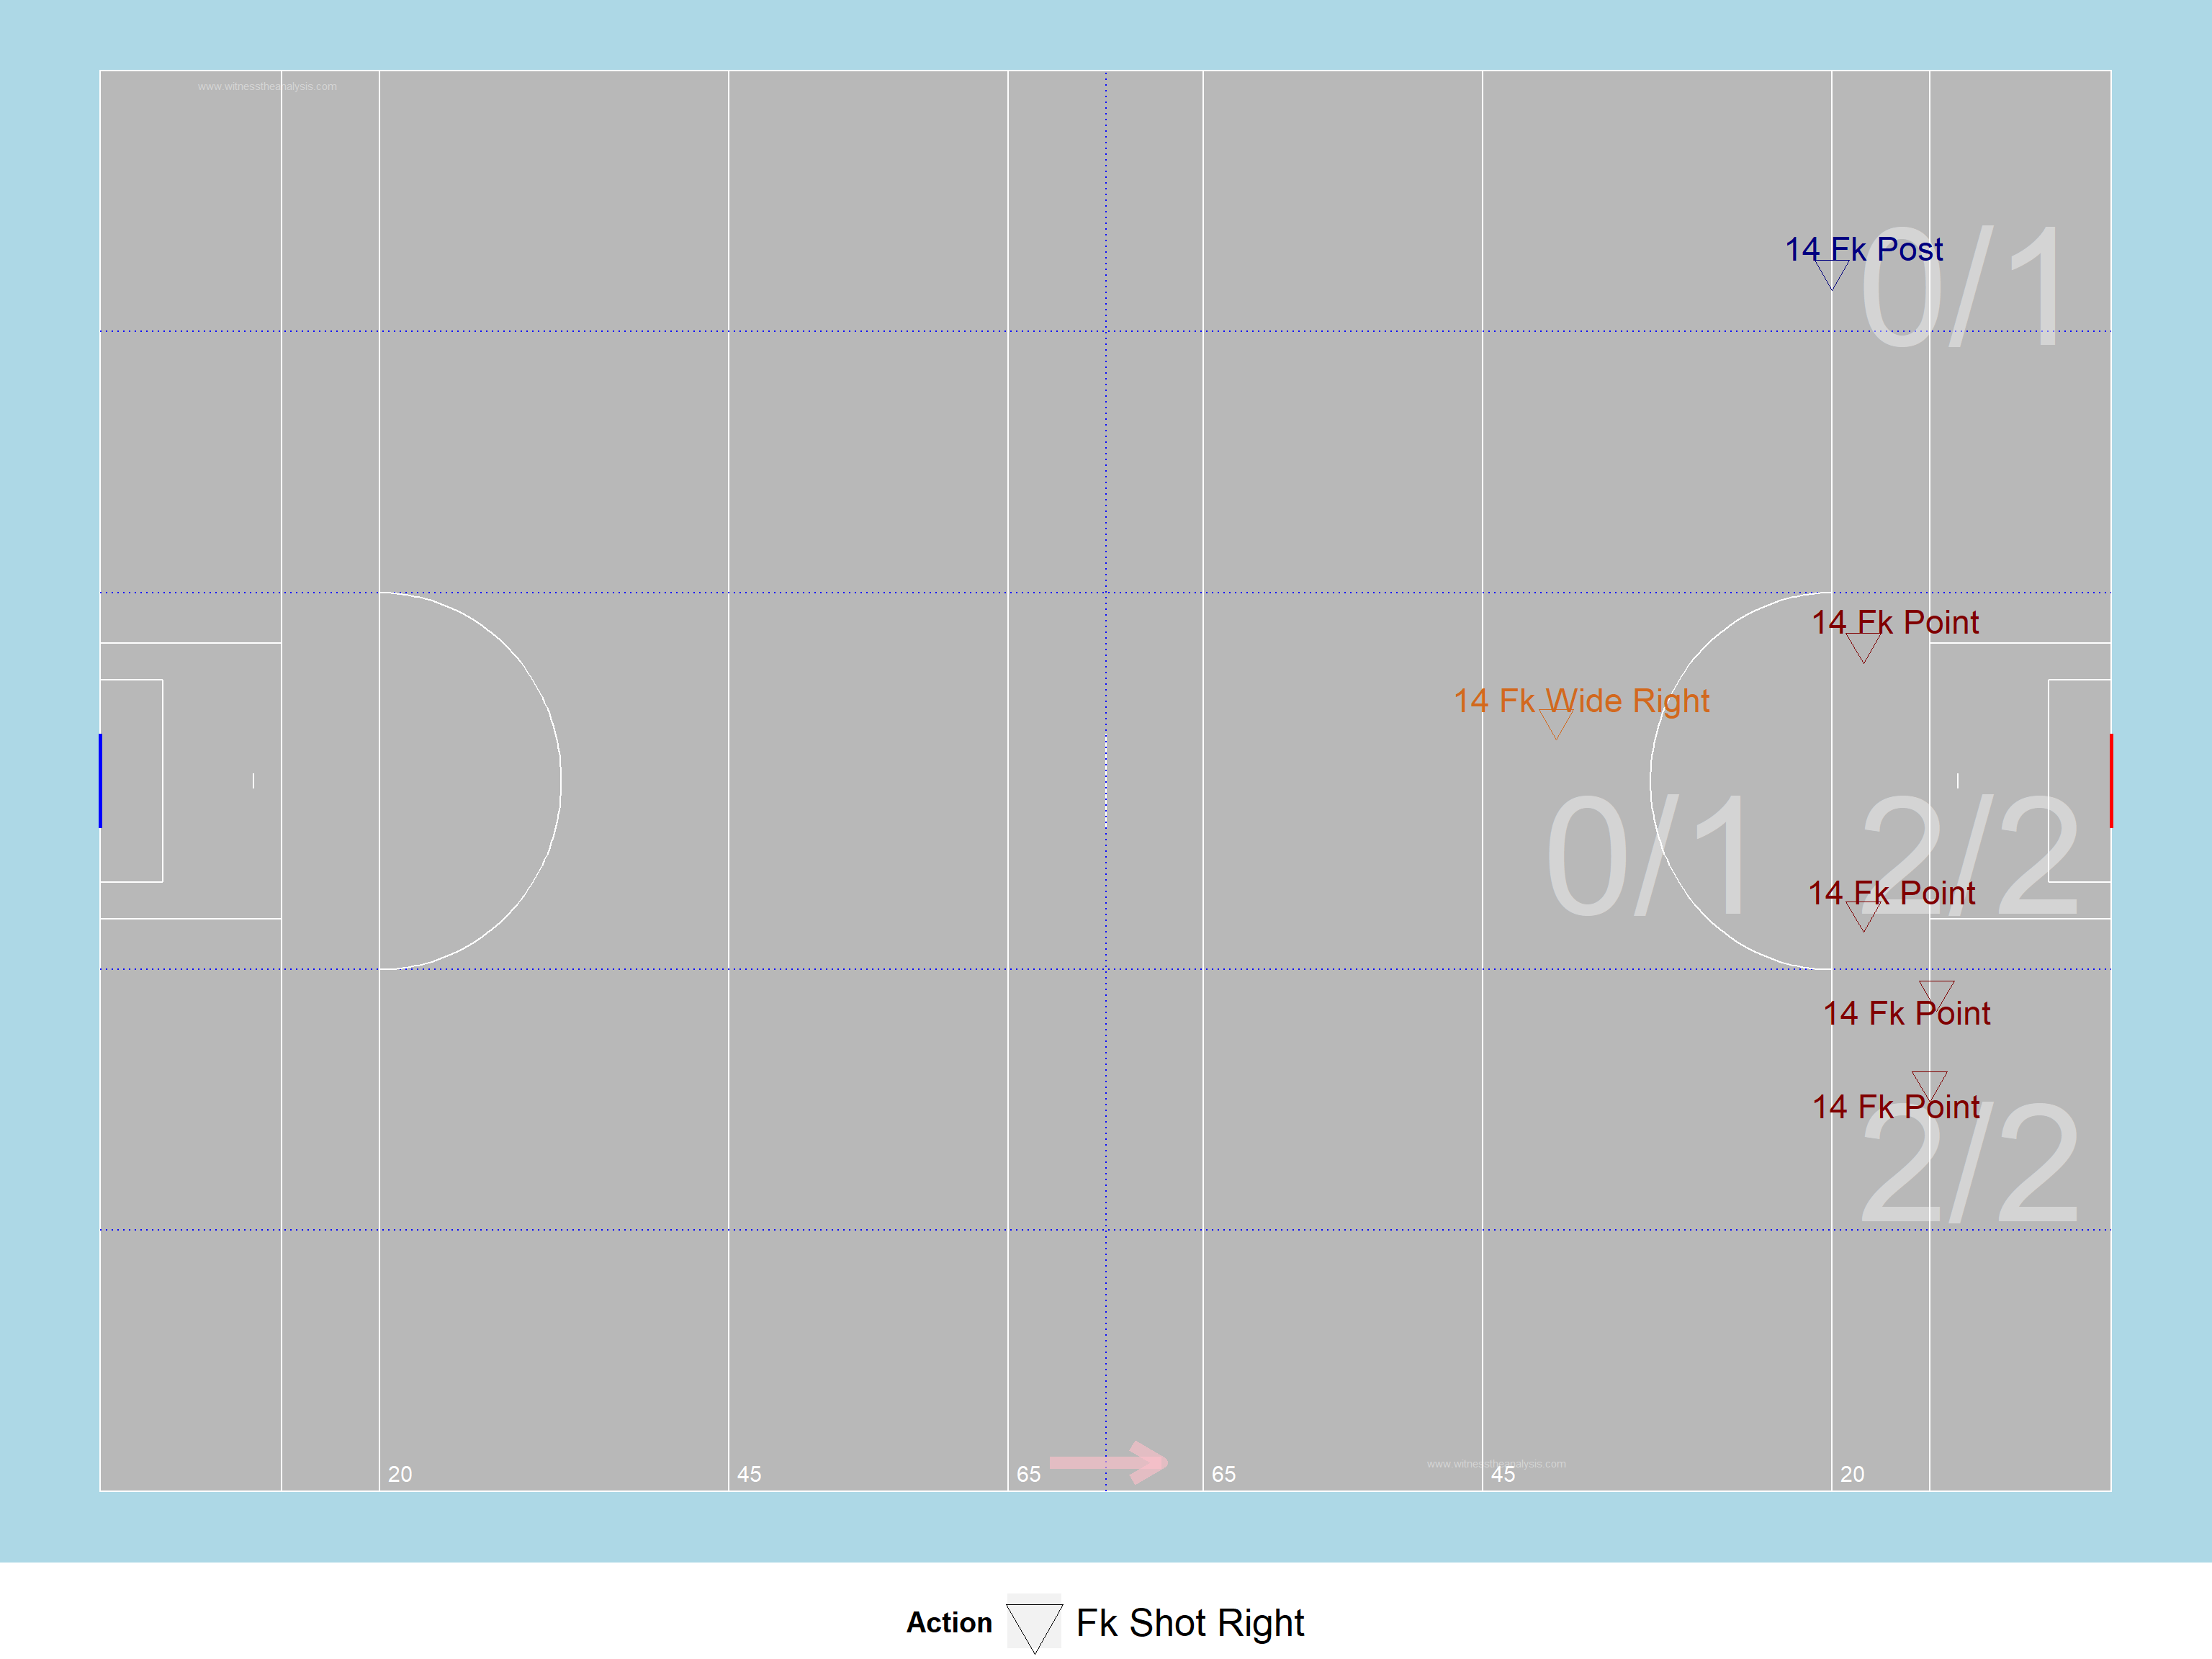 www.witnesstheanalysis.com
14 Fk Post
0/1
14 Fk Point
14 Fk Wide Right
0/1
2/2
14 Fk Point
14 Fk Point
14 Fk Point
2/2
20
45
65
65
45
20
www.witnesstheanalysis.com
Action
Fk Shot Right